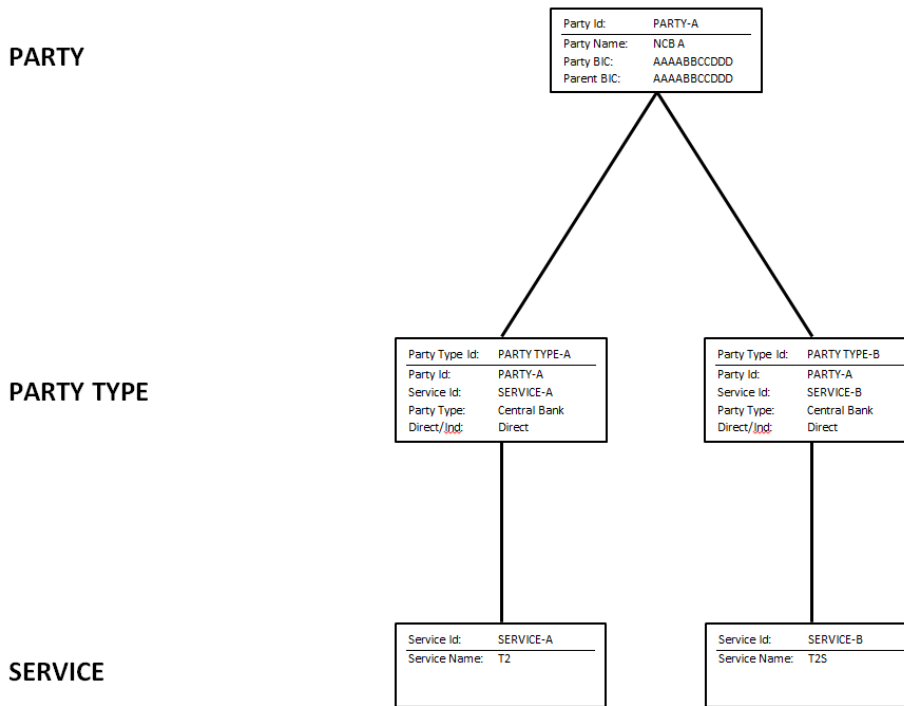 PARTY
Party Id: PARTY-A
Party Name: NCB A
Party BIC: AAAABBCCDDD
Parent BIC: AAAABBCCDDD
PARTY TYPE
Party Type Id: PARTY TYPE-A
Party Id: PARTY-A
Service Id: SERVICE-A
Party Type: Central Bank
Direct/Ind: Direct
Party Type Id: PARTY TYPE-B
Party Id: PARTY-A
Service Id: SERVICE-B
Party Type: Central Bank
Direct/Ind: Direct
SERVICE
Service Id: SERVICE-A
Service Name: T2
Service Id: SERVICE-B
Service Name: T2S